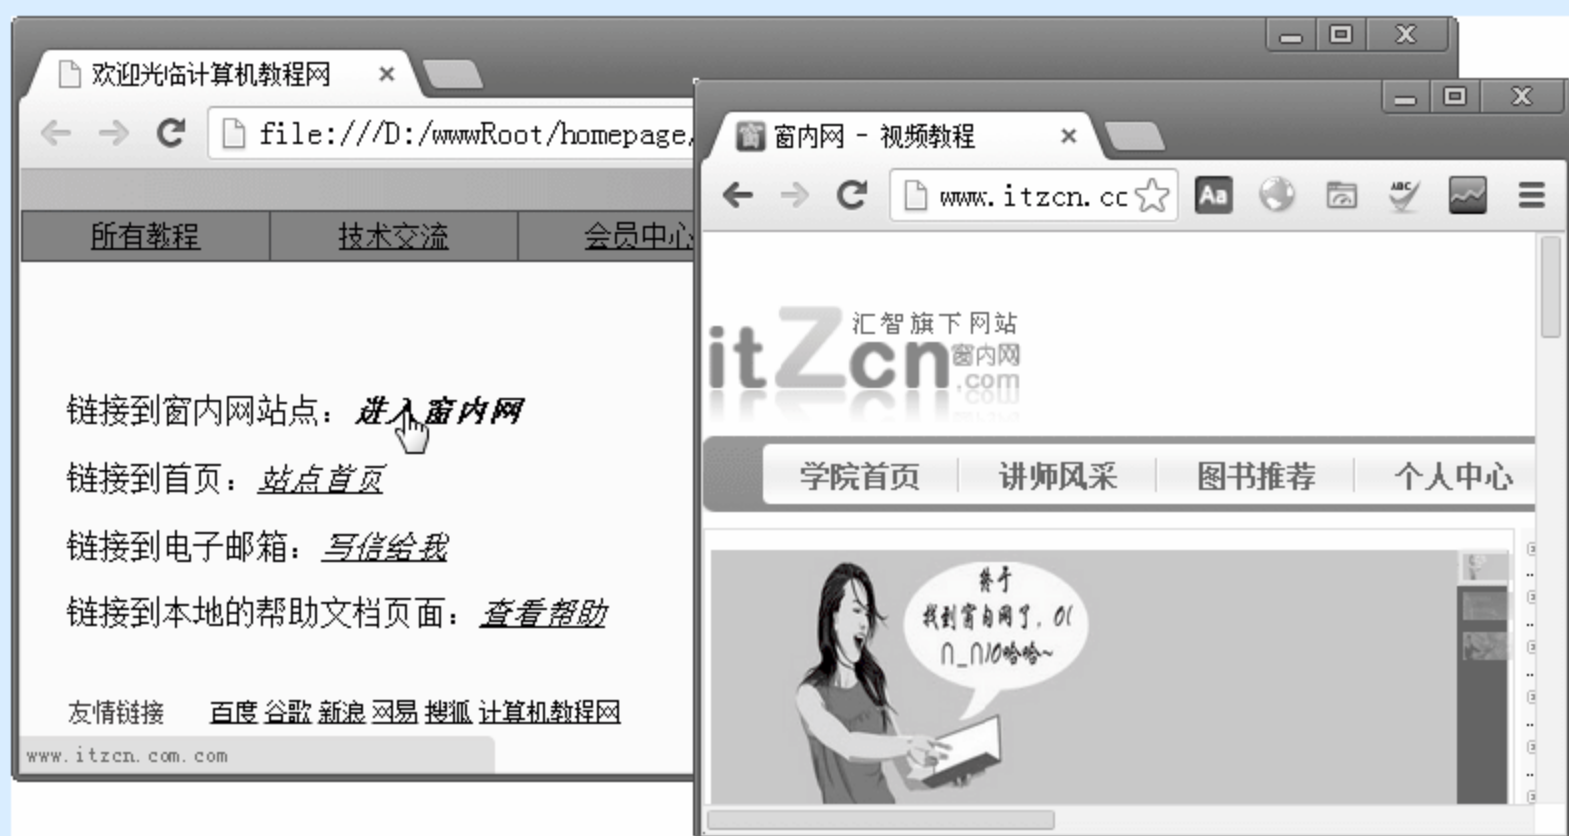 欢迎光临计算机教程网
file:///D:/wwwRoot/homepage/
所有教程 技术交流 会员中心
链接到窗内网站点：进入窗内网
链接到首页：站点首页
链接到电子邮箱：写信给我
链接到本地的帮助文档页面：查看帮助
友情链接 百度 谷歌 新浪 网易 搜狐 计算机教程网
www.itzcn.com.com
窗内网 - 视频教程
www.itzcn.cc
Aa
ABC
汇智旗下网站
itZcn
窗内网
.com
学院首页 讲师风采 图书推荐 个人中心
终于
找到窗内网了，O(
∩_∩)O哈哈~